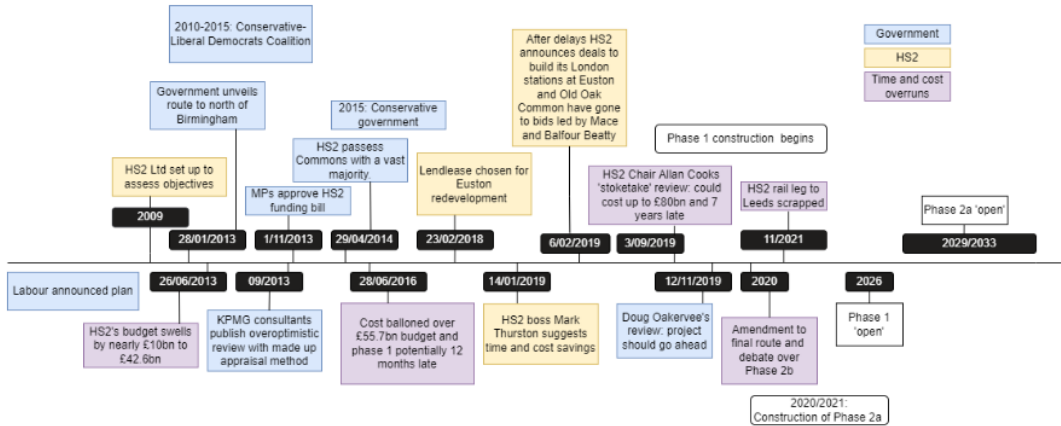 2010-2015: Conservative-
Liberal Democrats Coalition
Government unveils
route to north of
Birmingham
2015: Conservative
government
After delays HS2
announces deals to
build its London
stations at Euston
and Old Oak
Common have gone
to bids led by Mace
and Balfour Beatty
Government
HS2
Time and cost
overruns
Phase 1 construction begins
HS2 Ltd set up to
assess objectives
MPs approve HS2
funding bill
HS2 passess
Commons with a vast
majority.
Lendlease chosen for
Euston
redevelopment
HS2 Chair Allan Cooks
'stoketake' review: could
cost up to £80bn and 7
years late
HS2 rail leg to
Leeds scrapped
Phase 2a 'open'
2009
28/01/2013
1/11/2013
29/04/2014
23/02/2018
6/02/2019
3/09/2019
11/2021
2029/2033
26/06/2013
09/2013
28/06/2016
14/01/2019
12/11/2019
2020
2026
Labour announced plan
HS2's budget swells
by nearly £10bn to
£42.6bn
KPMG consultants
publish overoptimistic
review with made up
appraisal method
Cost ballooned over
£55.7bn budget and
phase 1 potentially 12
months late
HS2 boss Mark
Thurston suggests
time and cost savings
Doug Oakervee's
review: project
should go ahead
Amendment to
final route and
debate over
Phase 2b
Phase 1
'open'
2020/2021:
Construction of Phase 2a